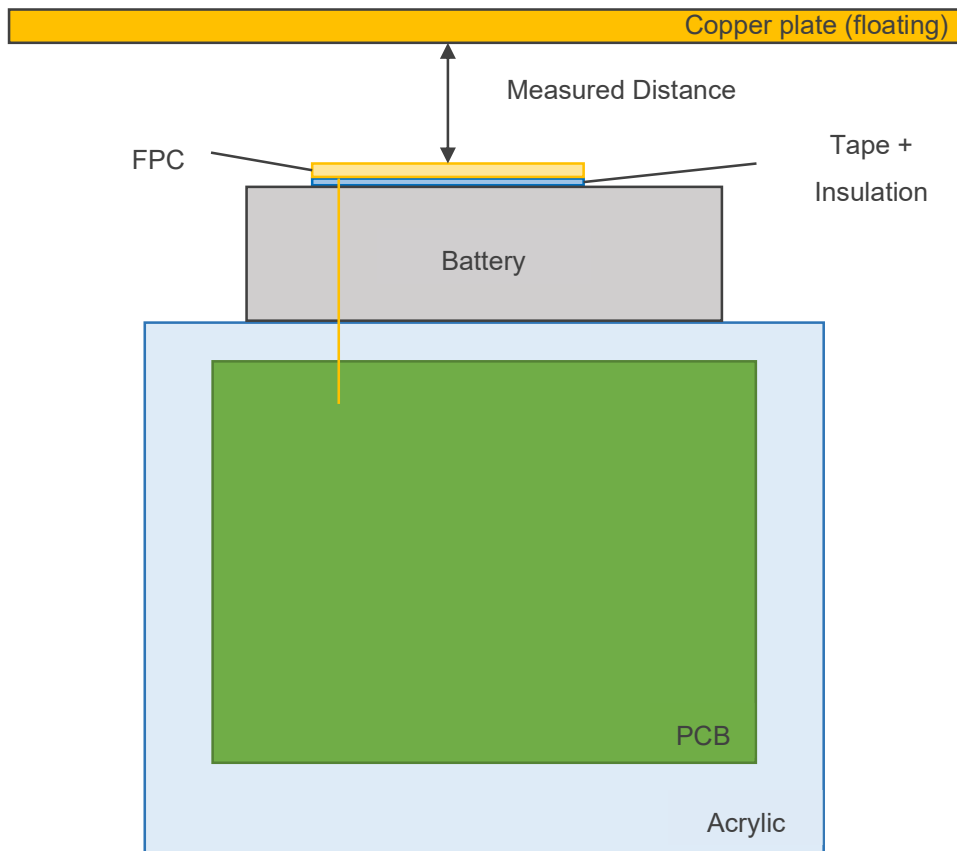 Copper plate (floating)
Measured Distance
FPC
Tape +
Insulation
Battery
PCB
Acrylic